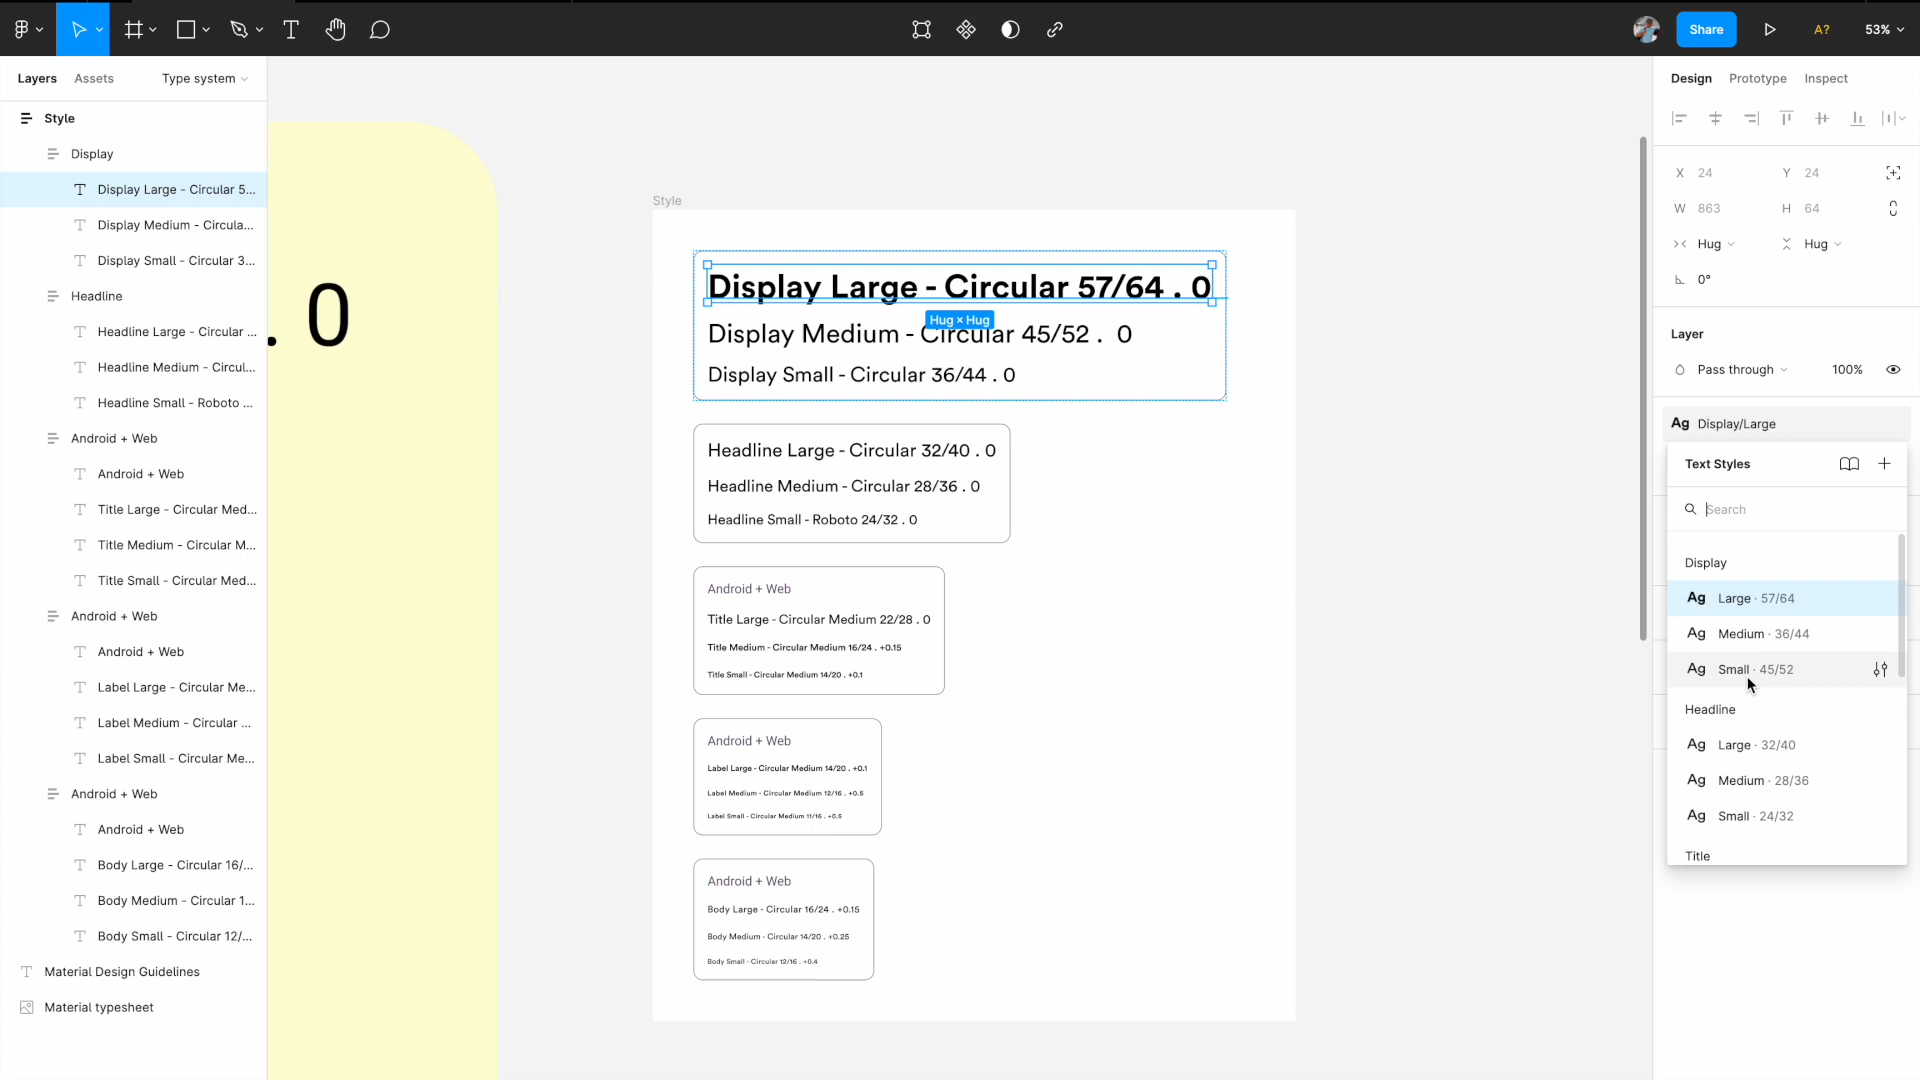 Share
A?
53%
Layers
Assets
Type system
Style
Display
Display Large - Circular 5...
Display Medium - Circula...
Display Small - Circular 3...
Headline
Headline Large - Circular ...
Headline Medium - Circul...
Headline Small - Roboto ...
Android + Web
Android + Web
Title Large - Circular Med...
Title Medium - Circular M...
Title Small - Circular Med...
Android + Web
Android + Web
Label Large - Circular Me...
Label Medium - Circular ...
Label Small - Circular Me...
Android + Web
Android + Web
Body Large - Circular 16/...
Body Medium - Circular 1...
Body Small - Circular 12/...
Material Design Guidelines
Material typesheet
. 0
Style
Display Large - Circular 57/64 . 0
Hug × Hug
Display Medium - Circular 45/52 . 0
Display Small - Circular 36/44 . 0
Headline Large - Circular 32/40 . 0
Headline Medium - Circular 28/36 . 0
Headline Small - Roboto 24/32 . 0
Android + Web
Title Large - Circular Medium 22/28 . 0
Title Medium - Circular Medium 16/24 . +0.15
Title Small - Circular Medium 14/20 . +0.1
Android + Web
Label Large - Circular Medium 14/20 . +0.1
Label Medium - Circular Medium 12/16 . +0.5
Label Small - Circular Medium 11/16 . +0.5
Android + Web
Body Large - Circular 16/24 . +0.15
Body Medium - Circular 14/20 . +0.25
Body Small - Circular 12/16 . +0.4
Design
Prototype
Inspect
X 24
Y 24
W 863
H 64
Hug
Hug
0°
Layer
Pass through
100%
Ag Display/Large
Text Styles
Search
Display
Ag Large · 57/64
Ag Medium · 36/44
Ag Small · 45/52
Headline
Ag Large · 32/40
Ag Medium · 28/36
Ag Small · 24/32
Title